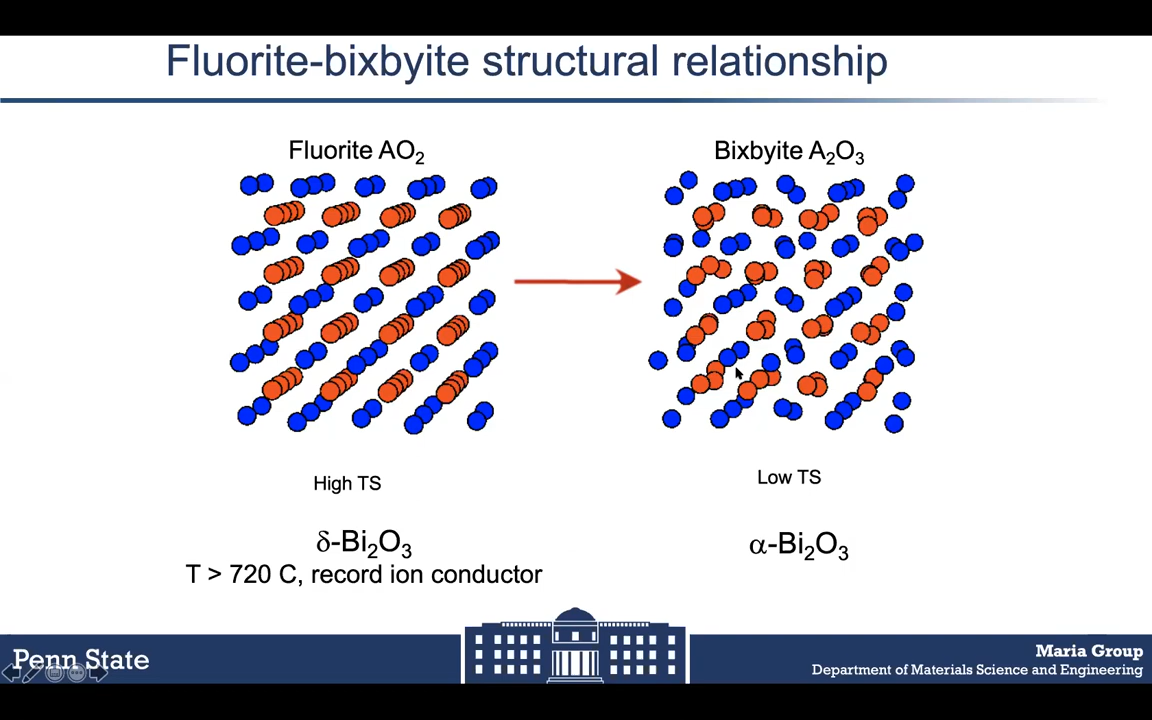 Fluorite-bixbyite structural relationship
Fluorite AO₂
Bixbyite A₂O₃
High TS
Low TS
δ-Bi₂O₃
T > 720 C, record ion conductor
α-Bi₂O₃
Penn State
Maria Group
Department of Materials Science and Engineering